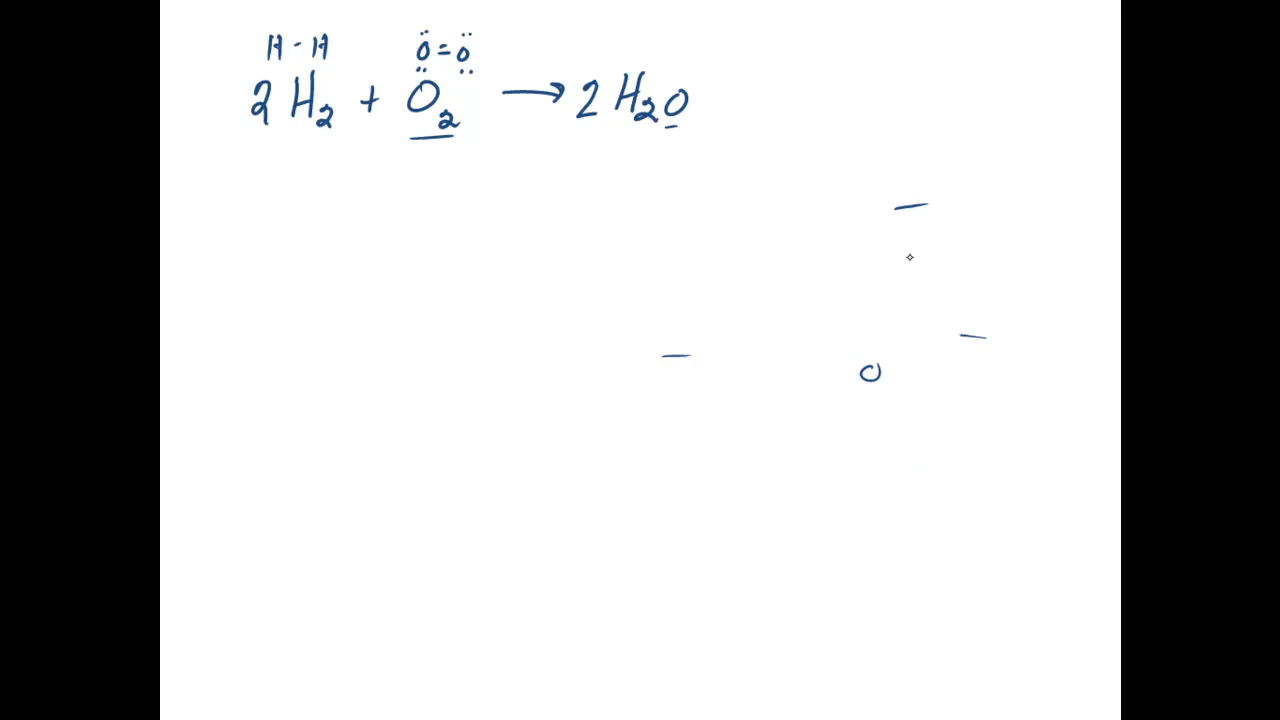 H - H   O = O
2 H₂ + O₂ → 2 H₂O
O